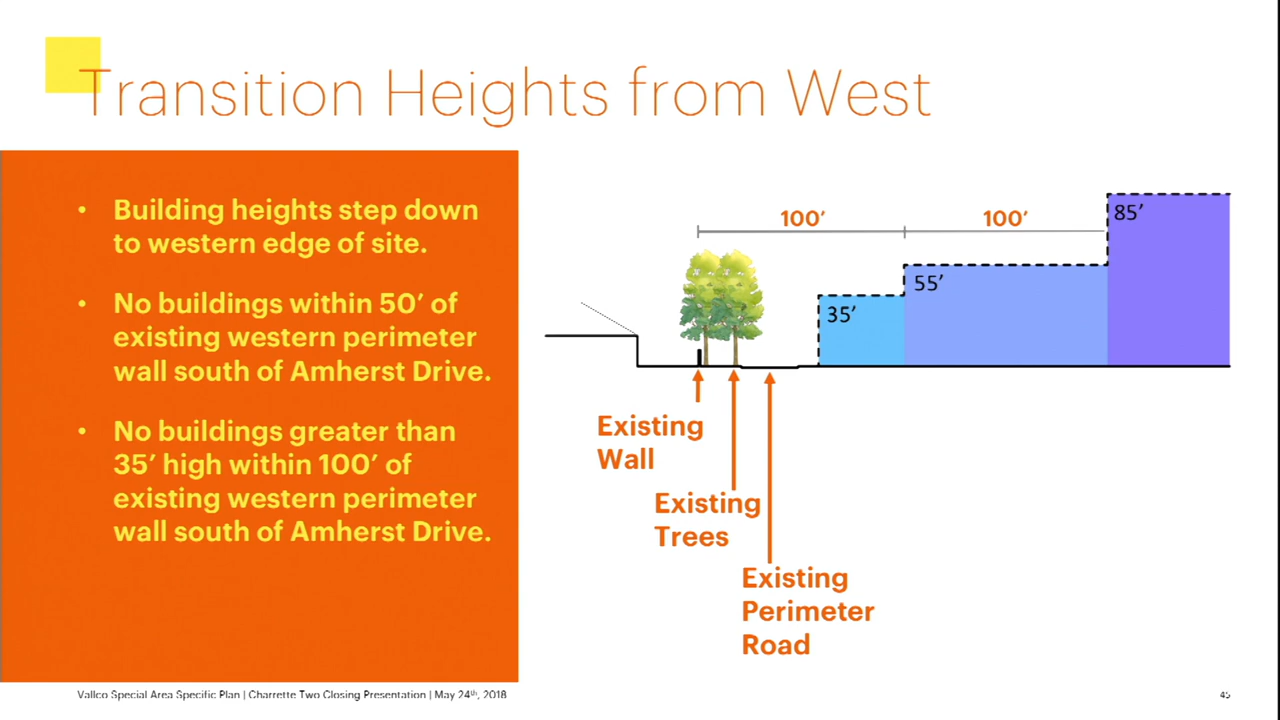 Transition Heights from West
• Building heights step down
to western edge of site.
• No buildings within 50′ of
existing western perimeter
wall south of Amherst Drive.
• No buildings greater than
35′ high within 100′ of
existing western perimeter
wall south of Amherst Drive.
100′
100′
85′
55′
35′
Existing
Wall
Existing
Trees
Existing
Perimeter
Road
Vallco Special Area Specific Plan | Charrette Two Closing Presentation | May 24th, 2018
45